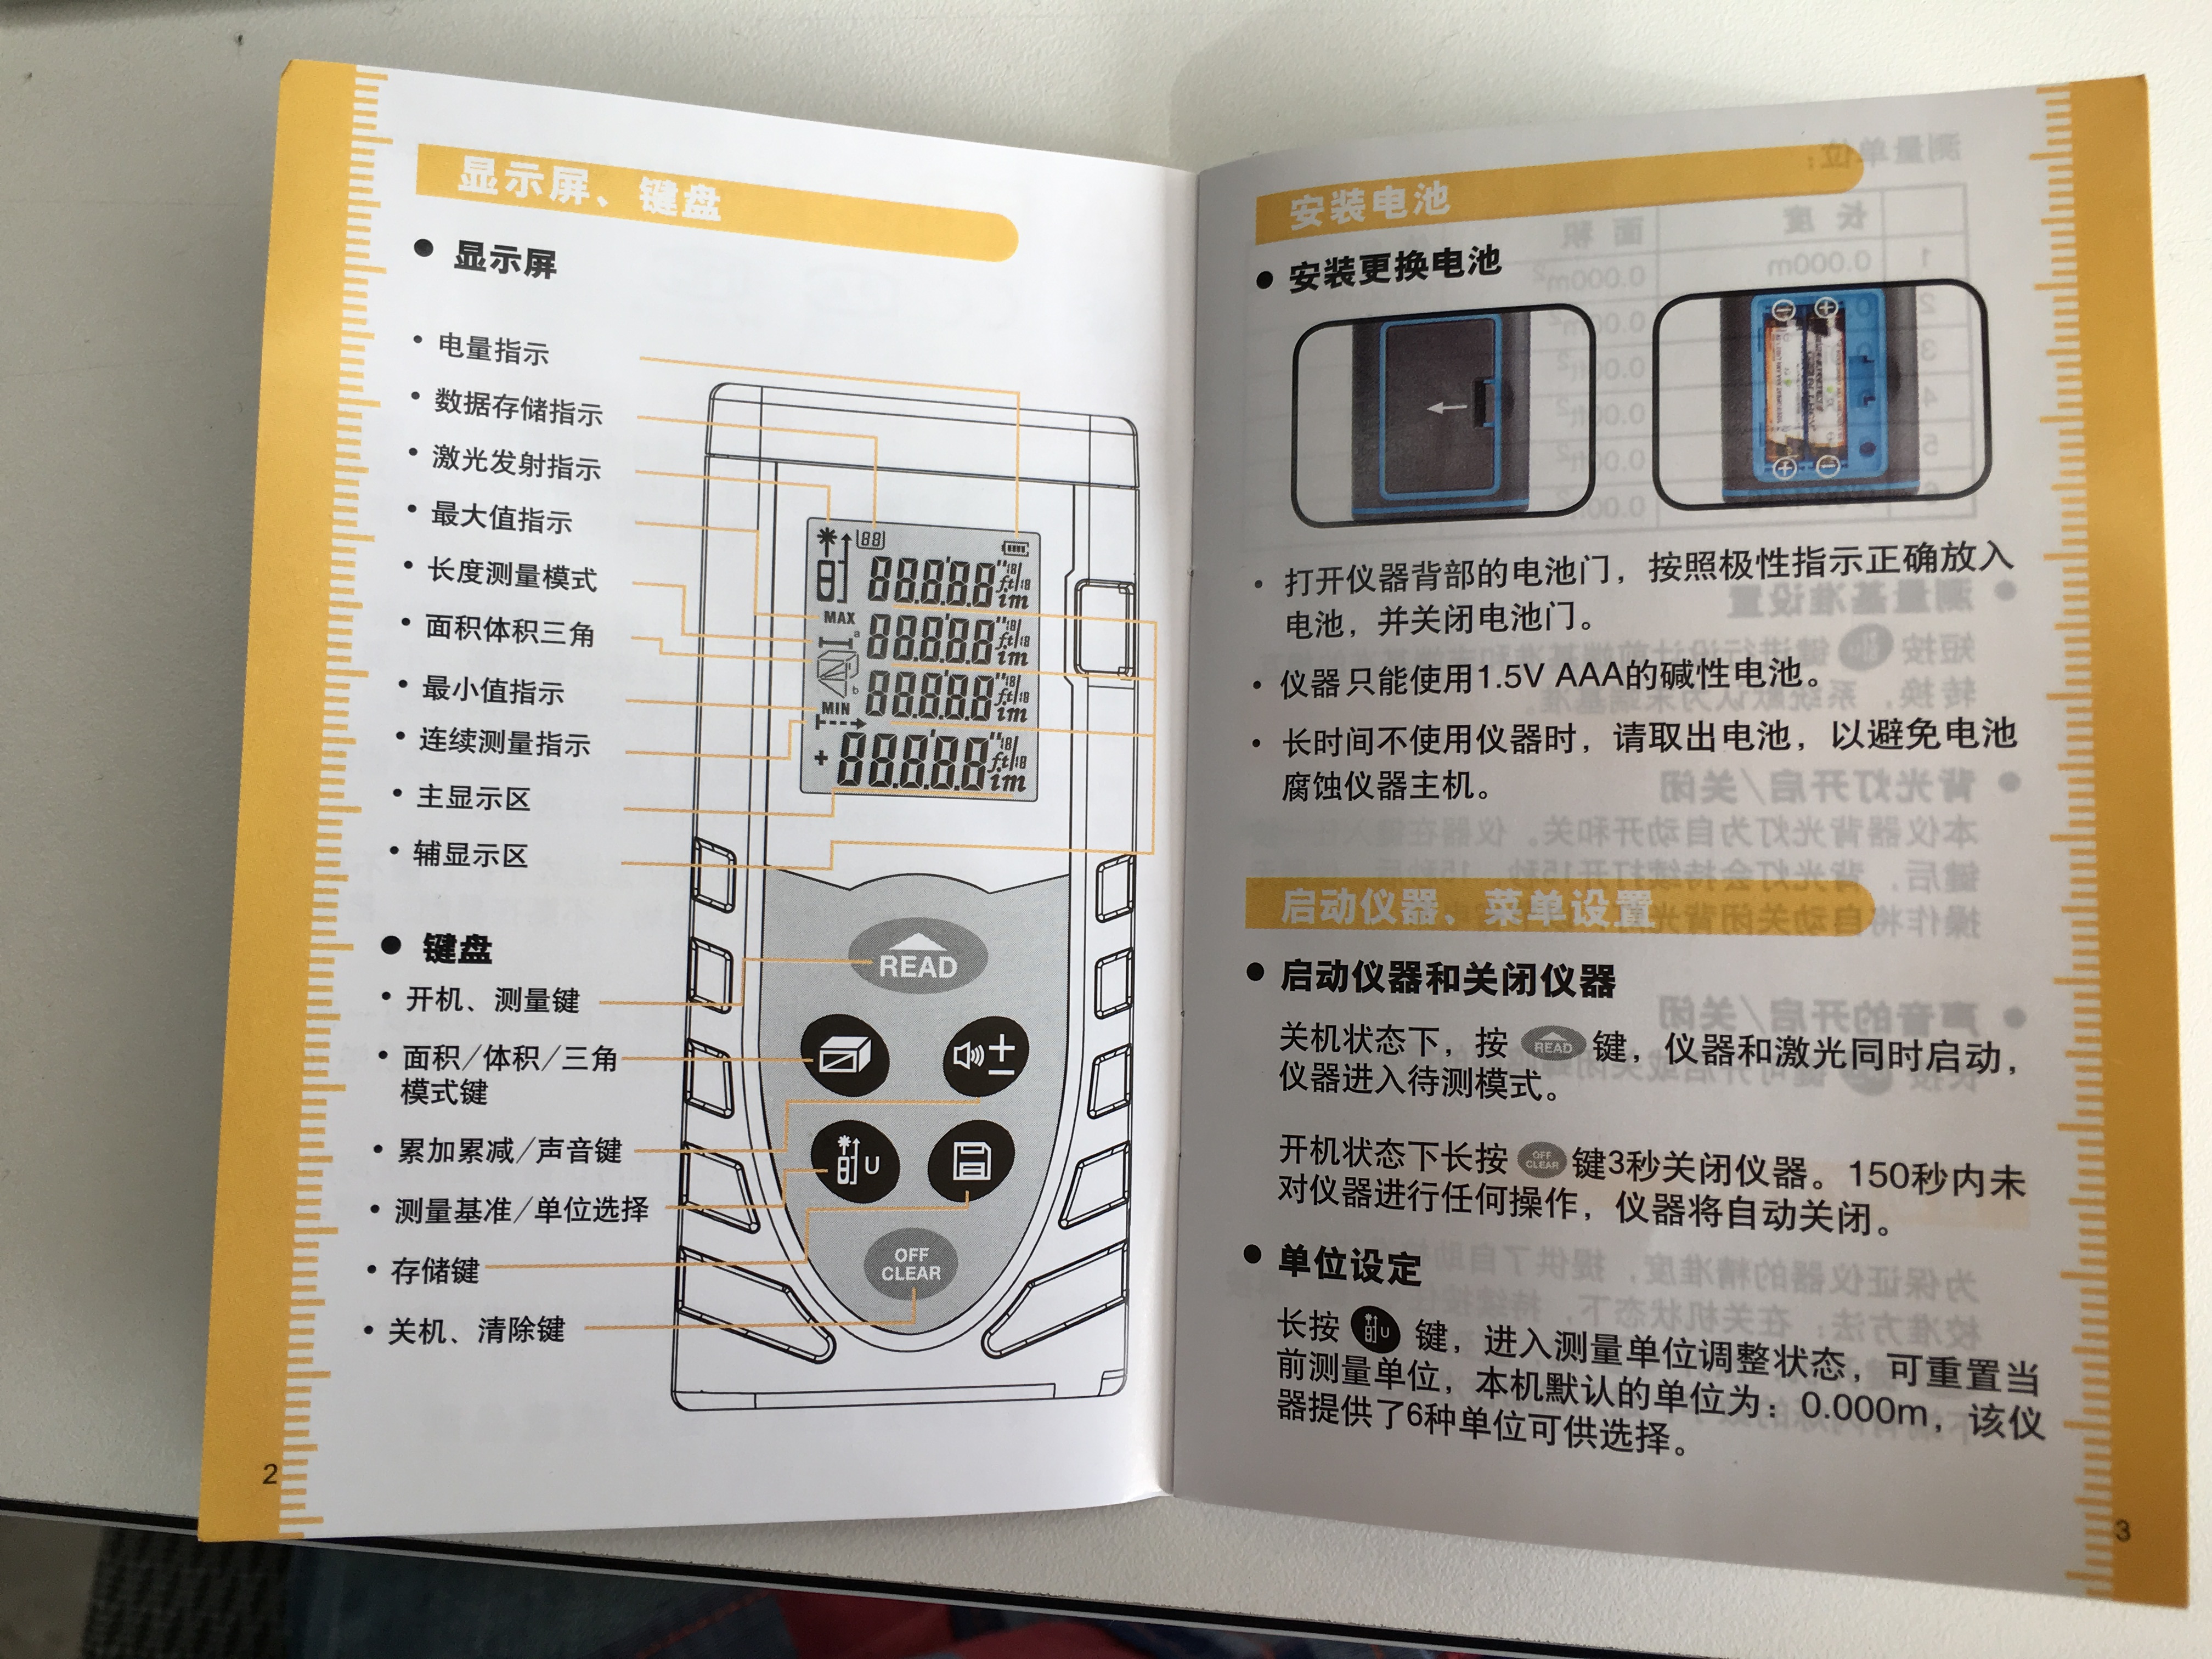 显示屏、键盘
● 显示屏
• 电量指示
• 数据存储指示
• 激光发射指示
• 最大值指示
• 长度测量模式
• 面积体积三角
• 最小值指示
• 连续测量指示
• 主显示区
• 辅显示区
● 键盘
• 开机、测量键
• 面积/体积/三角
模式键
• 累加累减/声音键
• 测量基准/单位选择
• 存储键
• 关机、清除键
MAX
a
b
MIN
READ
U
OFF
CLEAR
2
安装电池
● 安装更换电池
• 打开仪器背部的电池门，按照极性指示正确放入
电池，并关闭电池门。
• 仪器只能使用1.5V AAA的碱性电池。
• 长时间不使用仪器时，请取出电池，以避免电池
腐蚀仪器主机。
启动仪器、菜单设置
● 启动仪器和关闭仪器
关机状态下，按 READ 键，仪器和激光同时启动，
仪器进入待测模式。
开机状态下长按 OFF CLEAR 键3秒关闭仪器。150秒内未
对仪器进行任何操作，仪器将自动关闭。
● 单位设定
长按 U 键，进入测量单位调整状态，可重置当
前测量单位，本机默认的单位为：0.000m，该仪
器提供了6种单位可供选择。
3